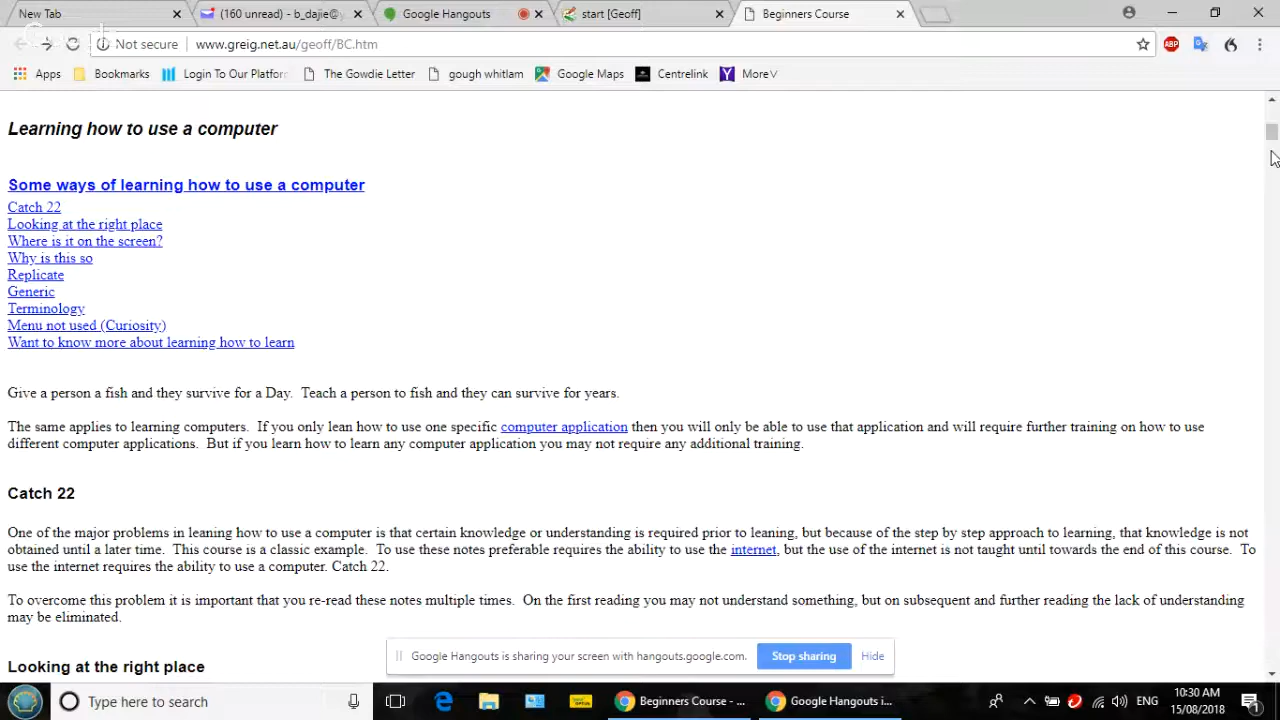 New Tab
(160 unread) - b_dajie@y
Google Hangouts
start [Geoff]
Beginners Course
Not secure
www.greig.net.au/geoff/BC.htm
ABP
Apps
Bookmarks
Login To Our Platfor
The Gowdie Letter
gough whitlam
Google Maps
Centrelink
More∨
Learning how to use a computer
Some ways of learning how to use a computer
Catch 22
Looking at the right place
Where is it on the screen?
Why is this so
Replicate
Generic
Terminology
Menu not used (Curiosity)
Want to know more about learning how to learn
Give a person a fish and they survive for a Day. Teach a person to fish and they can survive for years.
The same applies to learning computers. If you only lean how to use one specific computer application then you will only be able to use that application and will require further training on how to use
different computer applications. But if you learn how to learn any computer application you may not require any additional training.
Catch 22
One of the major problems in leaning how to use a computer is that certain knowledge or understanding is required prior to leaning, but because of the step by step approach to learning, that knowledge is not
obtained until a later time. This course is a classic example. To use these notes preferable requires the ability to use the internet, but the use of the internet is not taught until towards the end of this course. To
use the internet requires the ability to use a computer. Catch 22.
To overcome this problem it is important that you re-read these notes multiple times. On the first reading you may not understand something, but on subsequent and further reading the lack of understanding
may be eliminated.
Looking at the right place
Google Hangouts is sharing your screen with hangouts.google.com.
Stop sharing
Hide
Type here to search
Beginners Course - ...
Google Hangouts i...
ENG
10:30 AM
15/08/2018
1